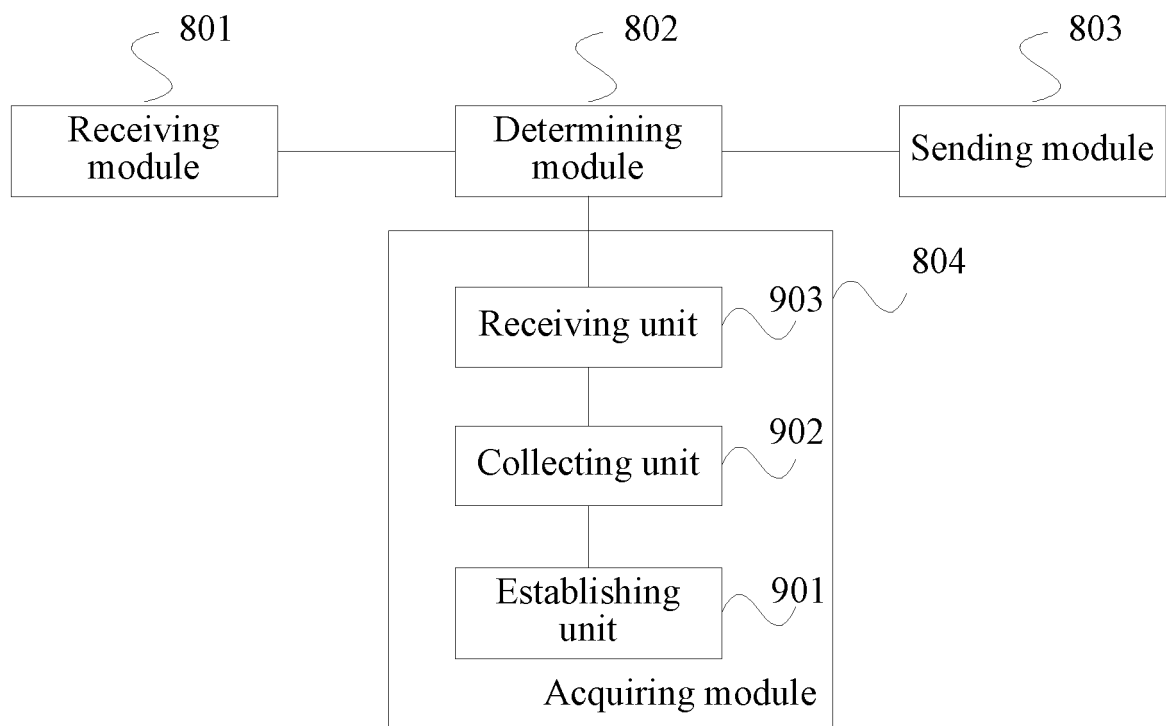 801
802
803
Receiving
module
Determining
module
Sending module
804
Receiving unit
903
Collecting unit
902
Establishing
unit
901
Acquiring module